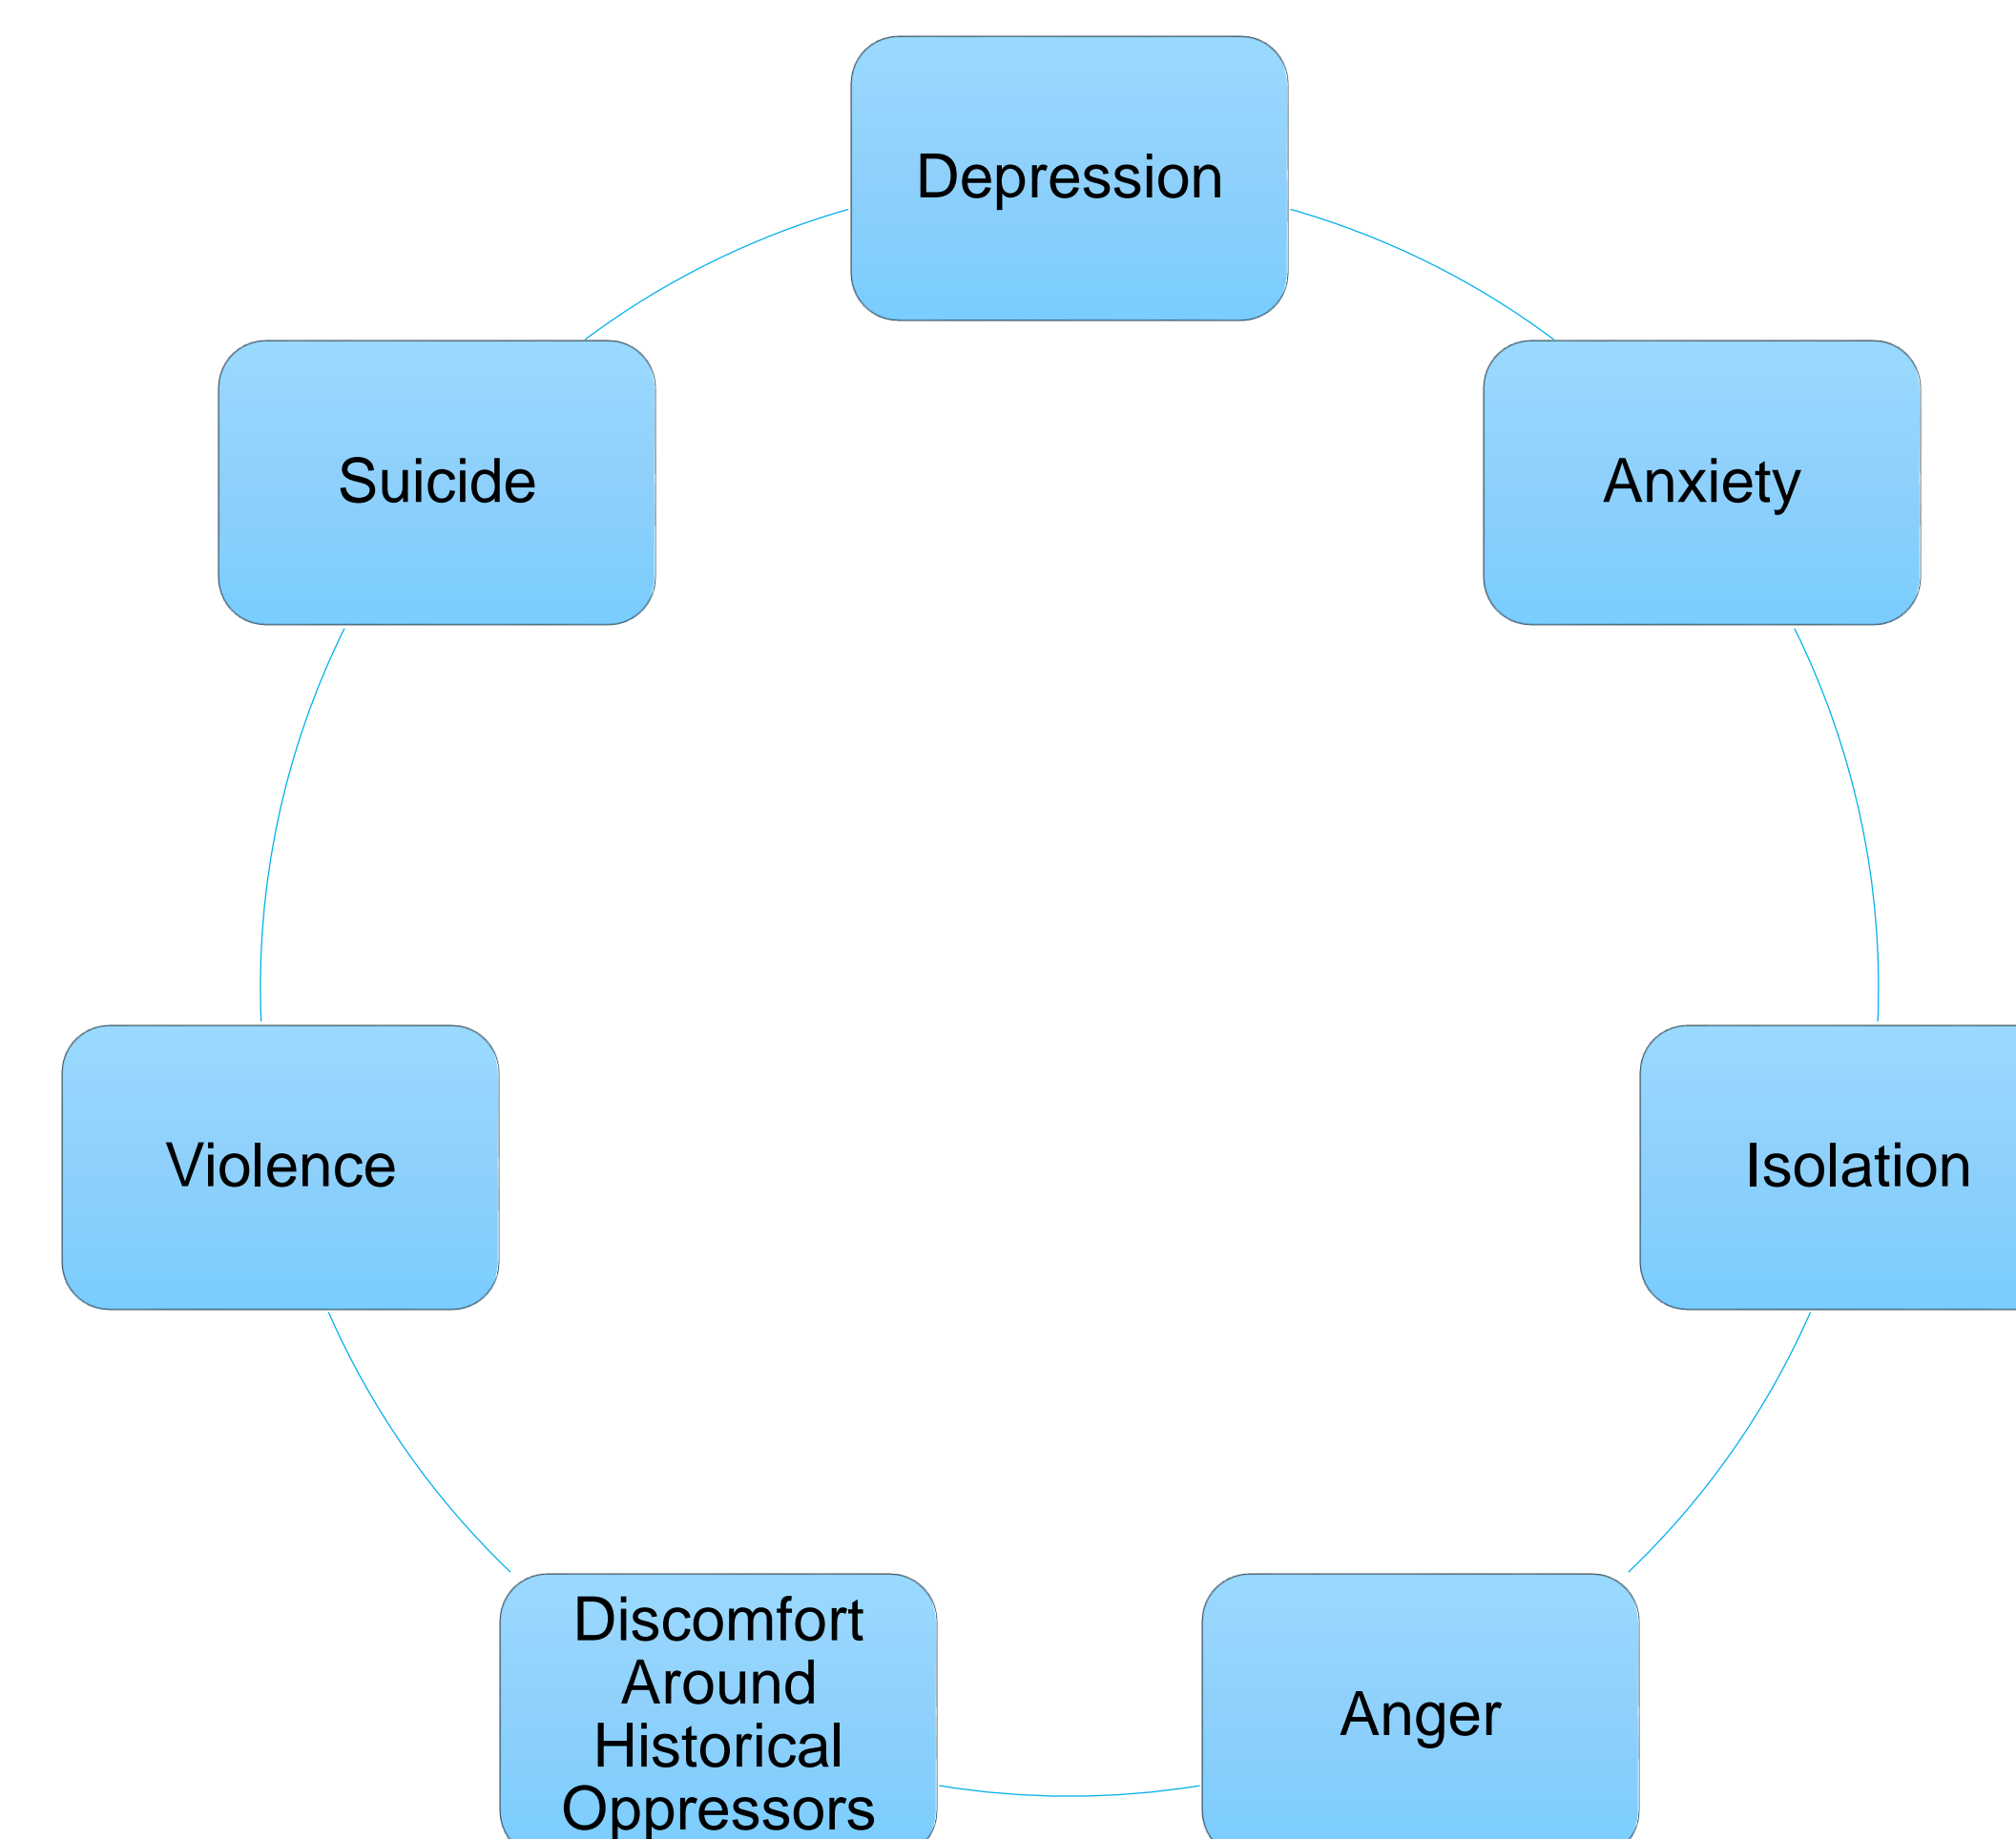 Depression
Suicide
Anxiety
Violence
Isolation
Discomfort
Around
Historical
Oppressors
Anger